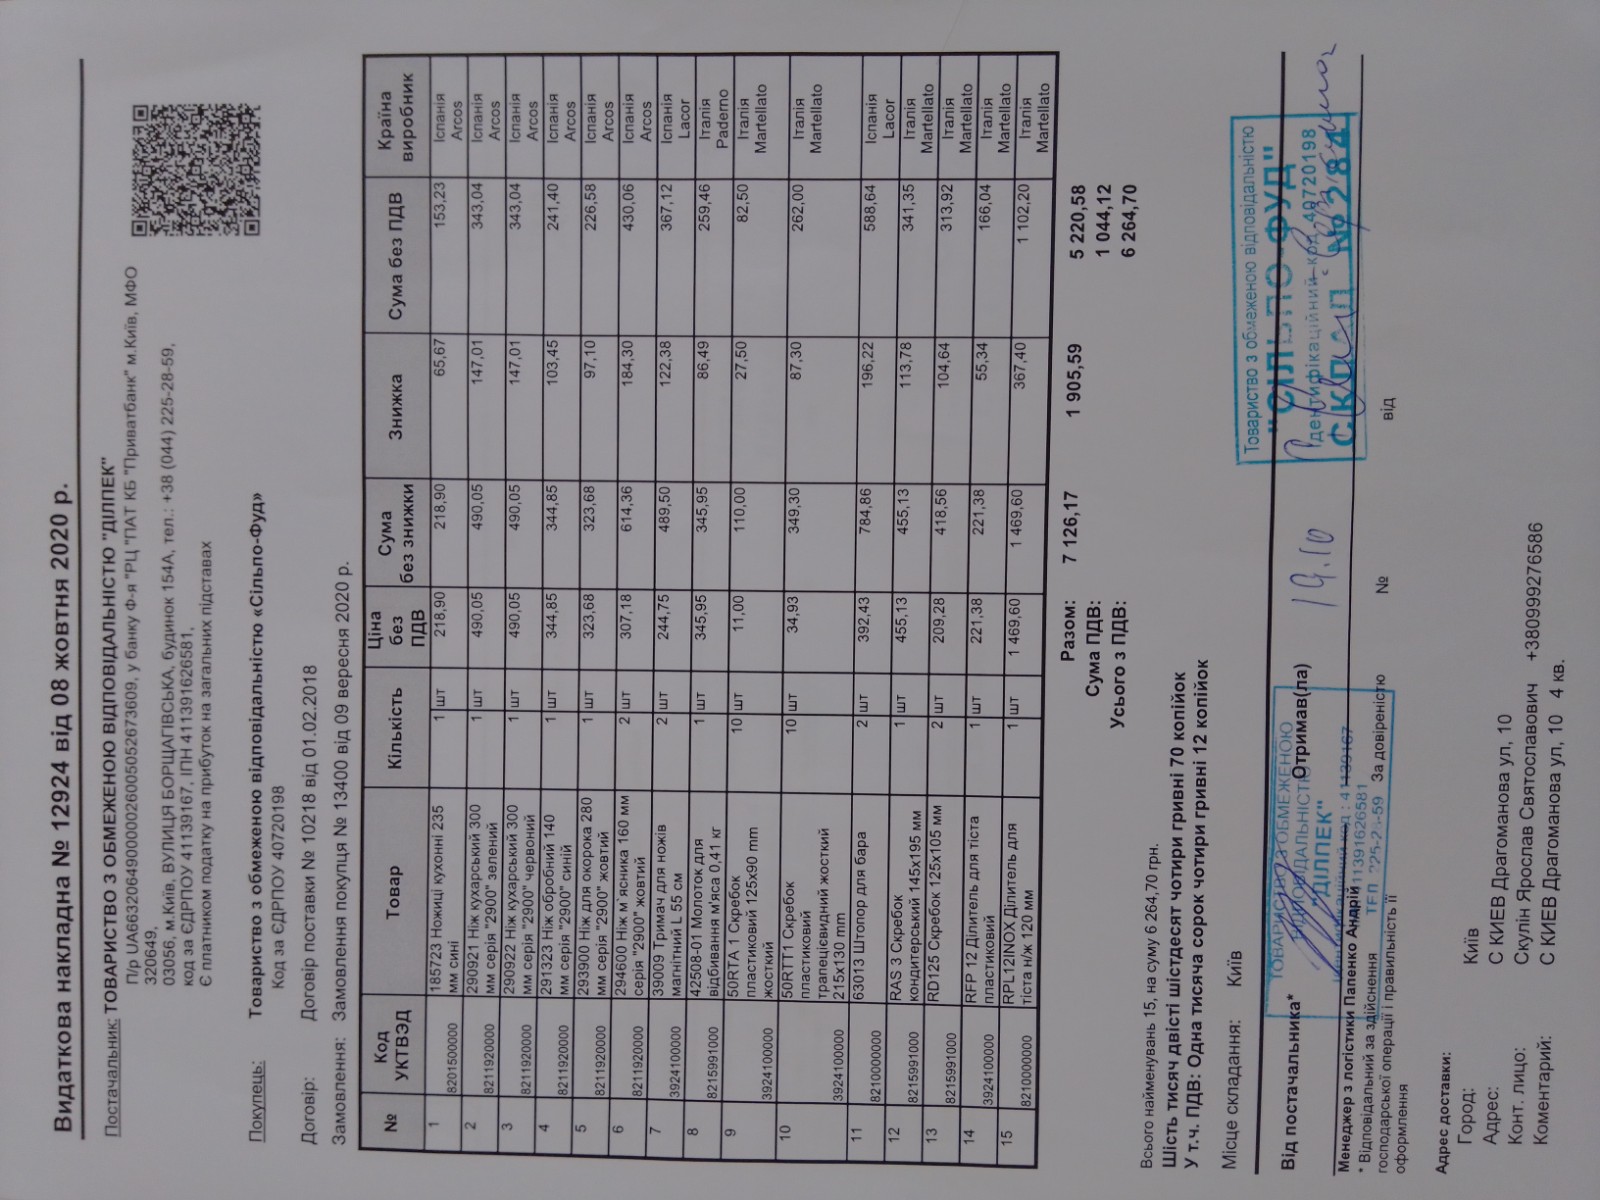 Видаткова накладна № 12924 від 08 жовтня 2020 р.
Постачальник: ТОВАРИСТВО З ОБМЕЖЕНОЮ ВІДПОВІДАЛЬНІСТЮ "ДІЛПЕК"
П/р UA663206490000026005052673609, у банку Ф-я "РЦ "ПАТ КБ "Приватбанк" м.Київ, МФО
320649,
03056, м.Київ, ВУЛИЦЯ БОРЩАГІВСЬКА, будинок 154А, тел.: +38 (044) 225-28-59,
код за ЄДРПОУ 41139167, ІПН 411391626581,
Є платником податку на прибуток на загальних підставах
Покупець: Товариство з обмеженою відповідальністю «Сільпо-Фуд»
Код за ЄДРПОУ 40720198
Договір: Договір поставки № 10218 від 01.02.2018
Замовлення: Замовлення покупця № 13400 від 09 вересня 2020 р.
№ Код УКТВЭД Товар Кількість Ціна без ПДВ Сума без знижки Знижка Сума без ПДВ Країна виробник
1 8201500000 185723 Ножиці кухонні 235 мм сині 1 шт 218,90 218,90 65,67 153,23 Іспанія Arcos
2 8211920000 290921 Ніж кухарський 300 мм серія "2900" зелений 1 шт 490,05 490,05 147,01 343,04 Іспанія Arcos
3 8211920000 290922 Ніж кухарський 300 мм серія "2900" червоний 1 шт 490,05 490,05 147,01 343,04 Іспанія Arcos
4 8211920000 291323 Ніж обробний 140 мм серія "2900" синій 1 шт 344,85 344,85 103,45 241,40 Іспанія Arcos
5 8211920000 293900 Ніж для окорока 280 мм серія "2900" жовтий 1 шт 323,68 323,68 97,10 226,58 Іспанія Arcos
6 8211920000 294600 Ніж м`ясника 160 мм серія "2900" жовтий 2 шт 307,18 614,36 184,30 430,06 Іспанія Arcos
7 3924100000 39009 Тримач для ножів магнітний L 55 см 2 шт 244,75 489,50 122,38 367,12 Іспанія Lacor
8 8215991000 42508-01 Молоток для відбивання м'яса 0,41 кг 1 шт 345,95 345,95 86,49 259,46 Італія Paderno
9 3924100000 50RTA 1 Скребок пластиковий 125х90 mm жосткий 10 шт 11,00 110,00 27,50 82,50 Італія Martellato
10 3924100000 50RTT1 Скребок пластиковий трапецієвидний жосткий 215х130 mm 10 шт 34,93 349,30 87,30 262,00 Італія Martellato
11 8210000000 63013 Штопор для бара 2 шт 392,43 784,86 196,22 588,64 Іспанія Lacor
12 8215991000 RAS 3 Скребок кондитерський 145х195 мм 1 шт 455,13 455,13 113,78 341,35 Італія Martellato
13 8215991000 RD125 Скребок 125х105 мм 2 шт 209,28 418,56 104,64 313,92 Італія Martellato
14 3924100000 RFP 12 Ділитель для тіста пластиковий 1 шт 221,38 221,38 55,34 166,04 Італія Martellato
15 8210000000 RPL12INOX Ділитель для тіста н/ж 120 мм 1 шт 1 469,60 1 469,60 367,40 1 102,20 Італія Martellato
Разом: 7 126,17 1 905,59 5 220,58
Сума ПДВ: 1 044,12
Усього з ПДВ: 6 264,70
Всього найменувань 15, на суму 6 264,70 грн.
Шість тисяч двісті шістдесят чотири гривні 70 копійок
У т.ч. ПДВ: Одна тисяча сорок чотири гривні 12 копійок
Місце складання: Київ
Від постачальника* Отримав(ла) 19.10
ТОВАРИСТВО З ОБМЕЖЕНОЮ
ВІДПОВІДАЛЬНІСТЮ
"ДІЛПЕК"
ідентифікаційний код : 41139167
411391626581
ТЕЛ. 225-28-59
Товариство з обмеженою відповідальністю
"СІЛЬПО-ФУД"
Ідентифікаційний код 40720198
СКЛАД №284
Менеджер з логістики Папенко Андрій
* Відповідальний за здійснення
господарської операції і правильність її
оформлення
За довіреністю № від
Адрес доставки:
Город: Київ
Адрес: С КИЕВ Драгоманова ул, 10
Конт. лицо: Скулін Ярослав Святославович +380999276586
Коментарий: С КИЕВ Драгоманова ул, 10 4 кв.